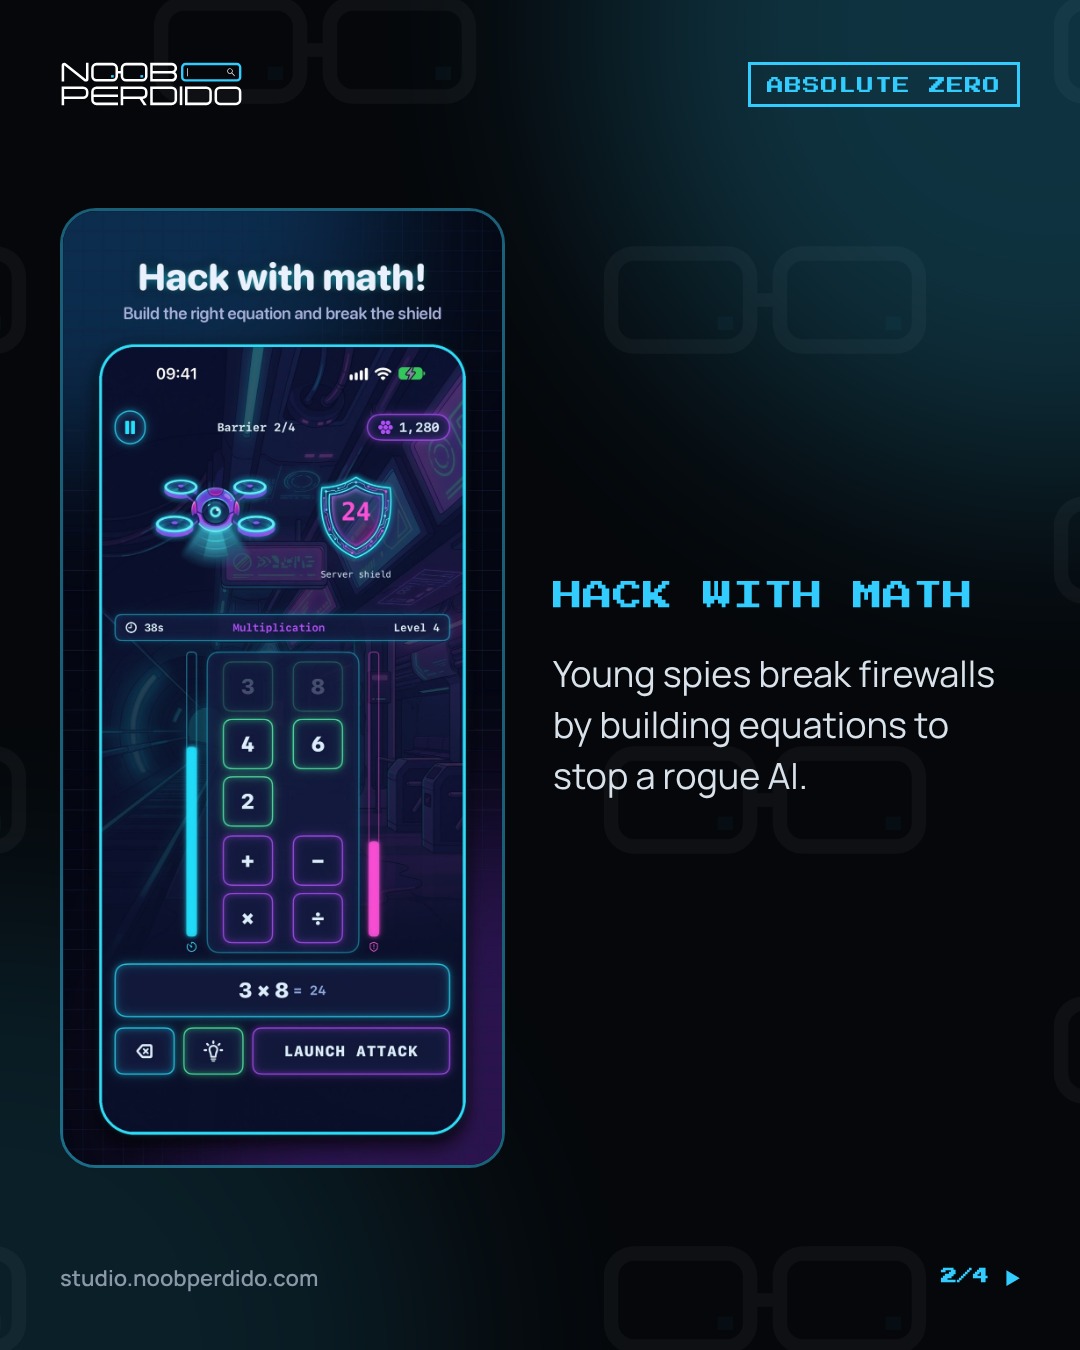 NOOB
PERDIDO
ABSOLUTE ZERO
Hack with math!
Build the right equation and break the shield
09:41
Barrier 2/4
1,280
24
Server shield
38s
Multiplication
Level 4
3 8
4 6
2
+ −
× ÷
3 × 8 = 24
LAUNCH ATTACK
HACK WITH MATH
Young spies break firewalls
by building equations to
stop a rogue AI.
studio.noobperdido.com
2/4